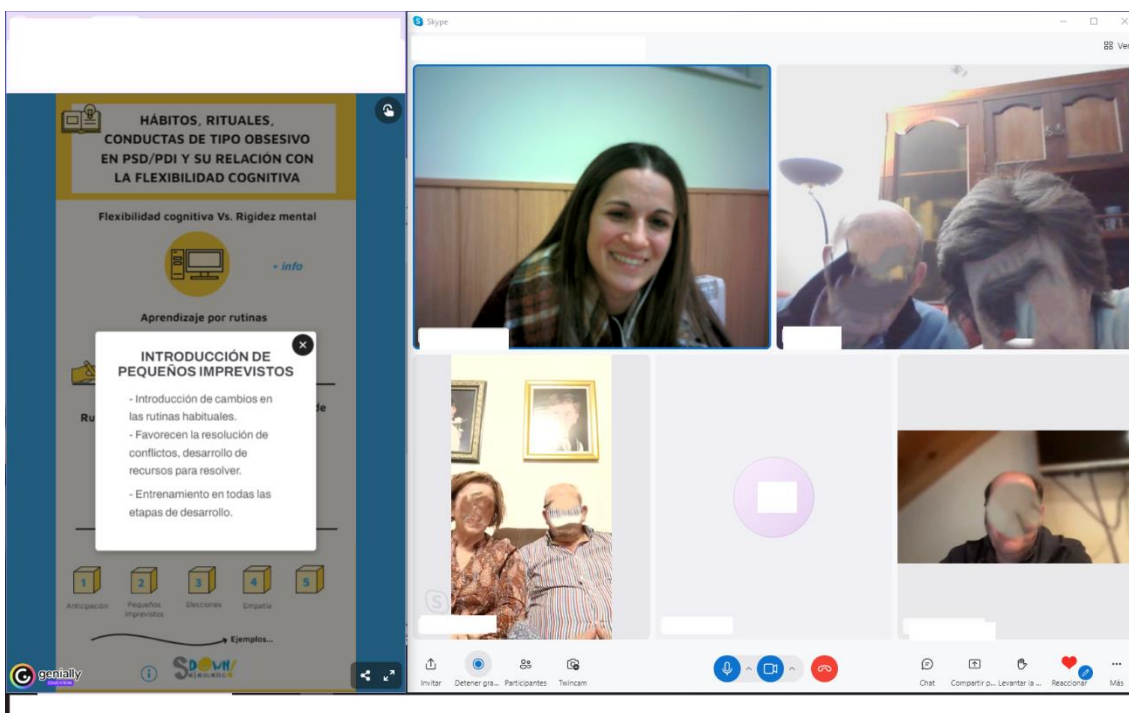 HÁBITOS, RITUALES,
CONDUCTAS DE TIPO OBSESIVO
EN PSD/PDI Y SU RELACIÓN CON
LA FLEXIBILIDAD COGNITIVA
Flexibilidad cognitiva Vs. Rigidez mental
+ info
Aprendizaje por rutinas
Ru
de
INTRODUCCIÓN DE
PEQUEÑOS IMPREVISTOS
- Introducción de cambios en
las rutinas habituales.
- Favorecen la resolución de
conflictos, desarrollo de
recursos para resolver.
- Entrenamiento en todas las
etapas de desarrollo.
1
2
3
4
5
Anticipación
Pequeños
imprevistos
Elecciones
Empatía
Ejemplos...
DOWN
genially
Skype
Ver
Invitar
Detener gra...
Participantes
Twincam
Chat
Compartir p...
Levantar la ...
Reaccionar
Más